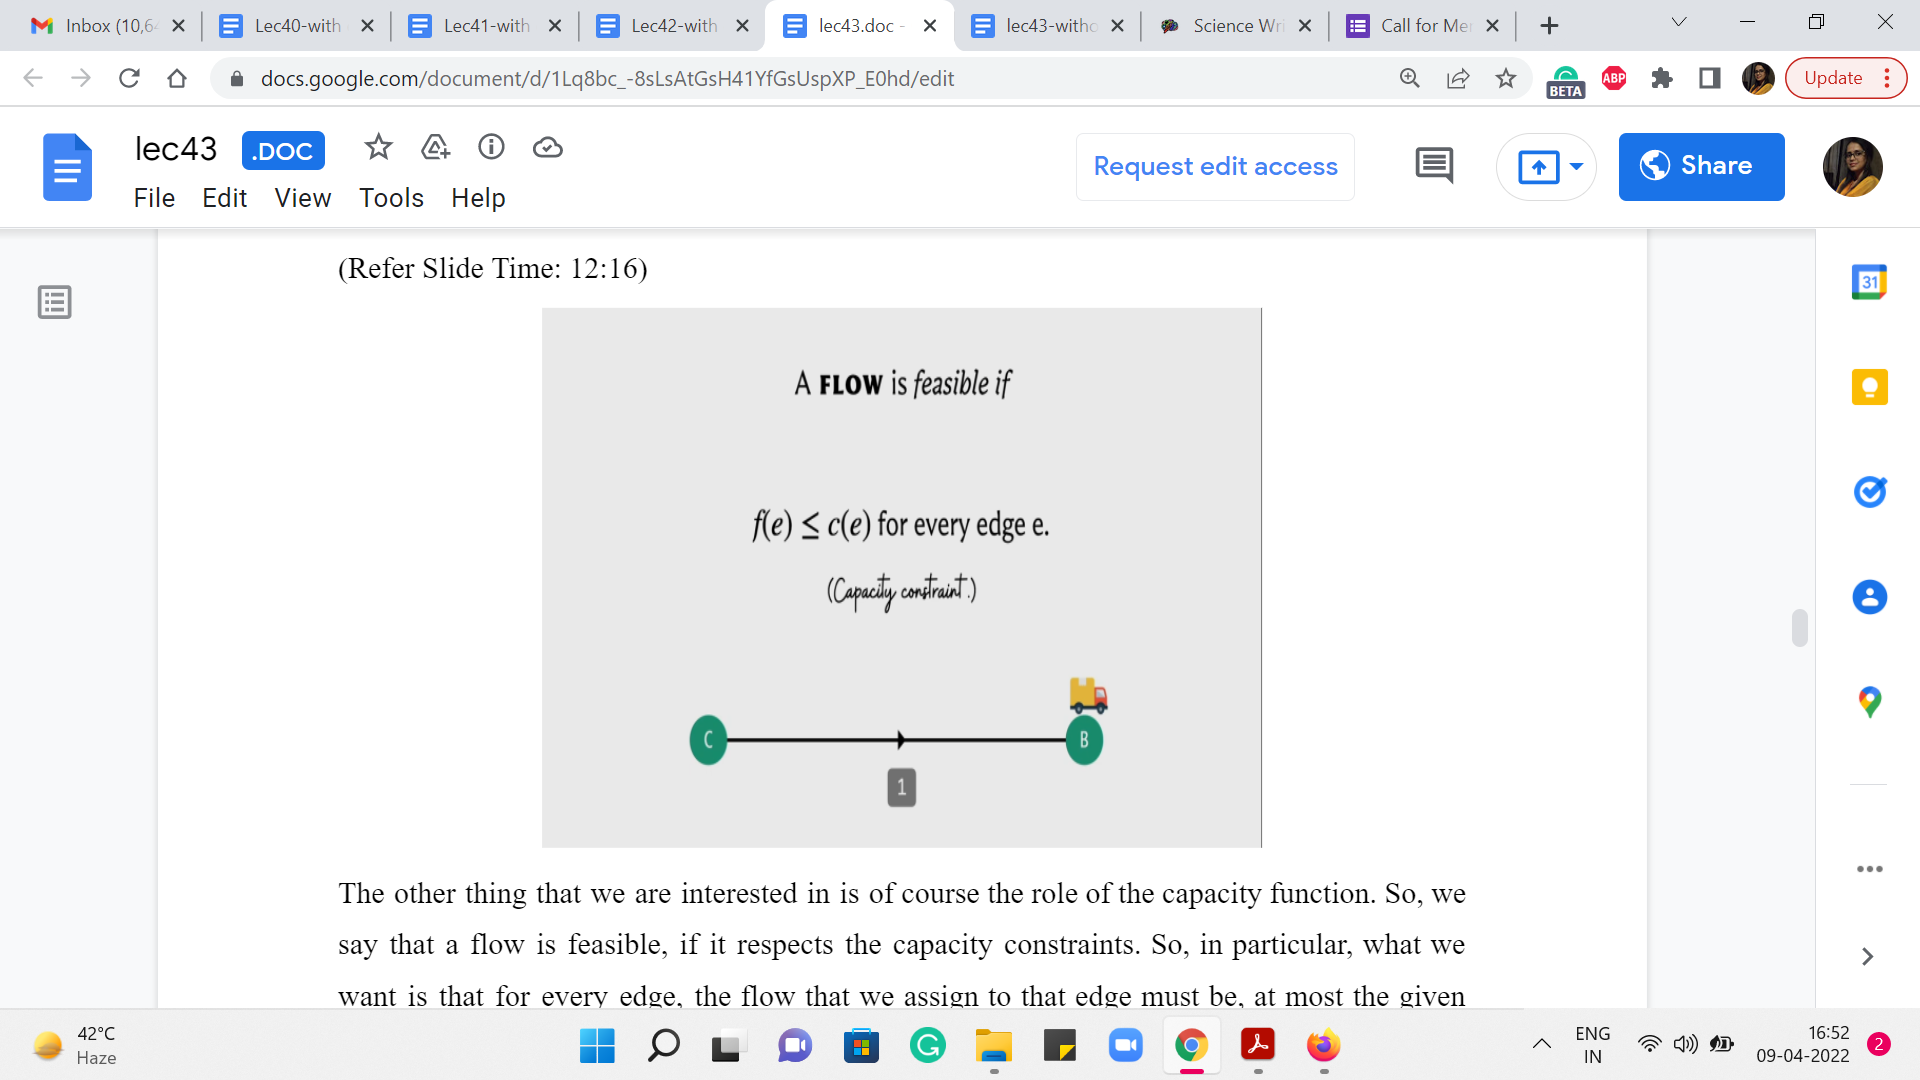 Inbox (10,6
Lec40-with
Lec41-with
Lec42-with
lec43.doc -
lec43-witho
Science Wri
Call for Mer
docs.google.com/document/d/1Lq8bc_-8sLsAtGsH41YfGsUspXP_E0hd/edit
BETA
ABP
Update
lec43 .DOC
File Edit View Tools Help
Request edit access
Share
31
(Refer Slide Time: 12:16)
A FLOW is feasible if
f(e) ≤ c(e) for every edge e.
(Capacity constraint.)
C B
1
The other thing that we are interested in is of course the role of the capacity function. So, we
say that a flow is feasible, if it respects the capacity constraints. So, in particular, what we
want is that for every edge, the flow that we assign to that edge must be, at most the given
42°C
Haze
ENG
IN
16:52
09-04-2022
2